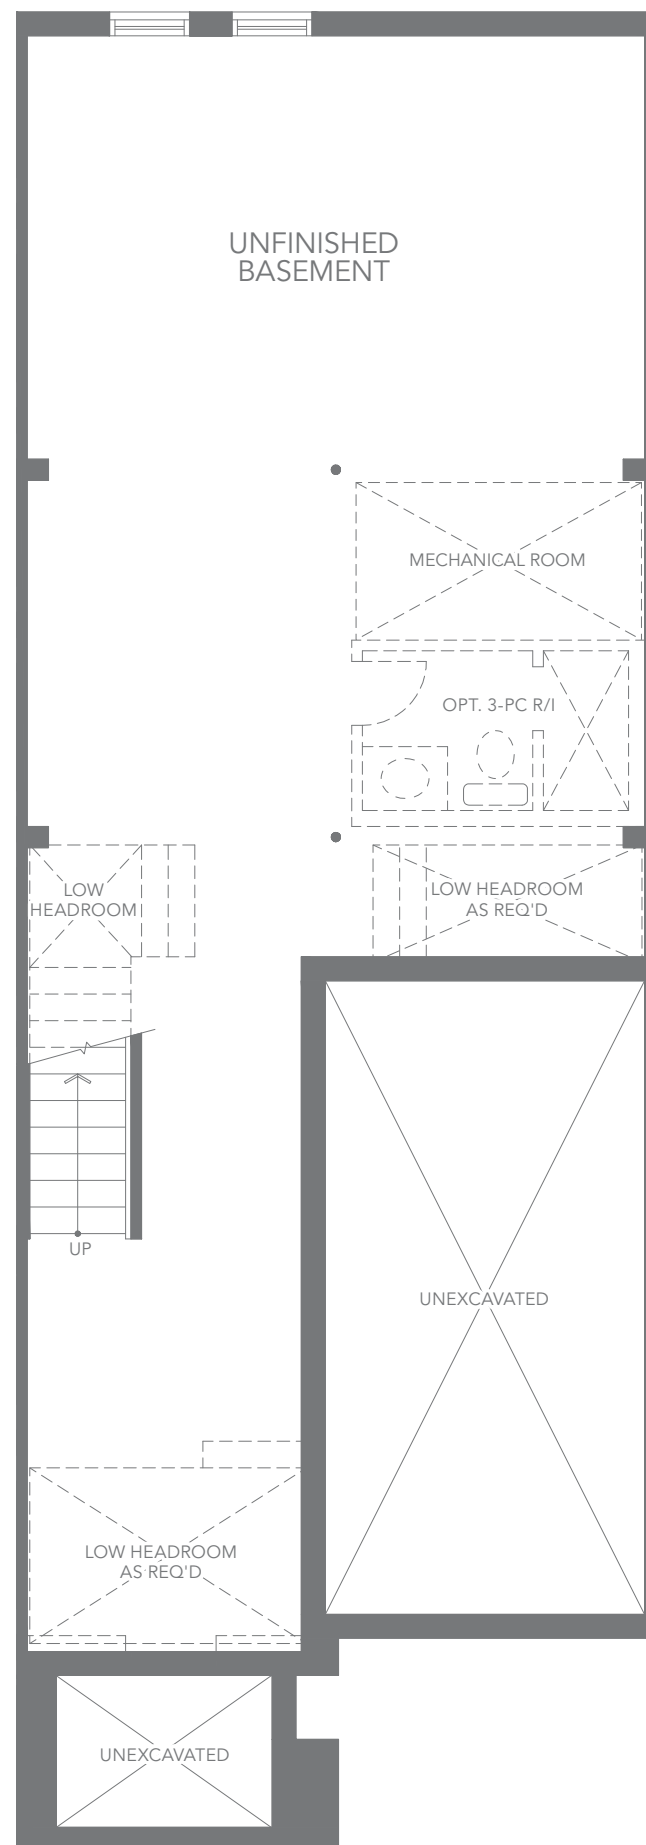 UNFINISHED
BASEMENT
MECHANICAL ROOM
OPT. 3-PC R/I
LOW
HEADROOM
LOW HEADROOM
AS REQ'D
UP
UNEXCAVATED
LOW HEADROOM
AS REQ'D
UNEXCAVATED